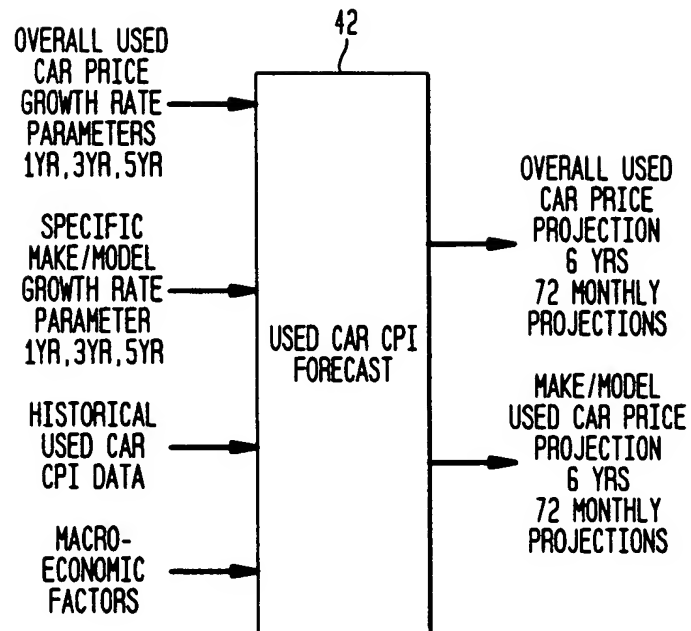 42
OVERALL USED
CAR PRICE
GROWTH RATE
PARAMETERS
1YR,3YR,5YR
SPECIFIC
MAKE/MODEL
GROWTH RATE
PARAMETER
1YR,3YR,5YR
HISTORICAL
USED CAR
CPI DATA
MACRO-
ECONOMIC
FACTORS
USED CAR CPI
FORECAST
OVERALL USED
CAR PRICE
PROJECTION
6 YRS
72 MONTHLY
PROJECTIONS
MAKE/MODEL
USED CAR PRICE
PROJECTION
6 YRS
72 MONTHLY
PROJECTIONS